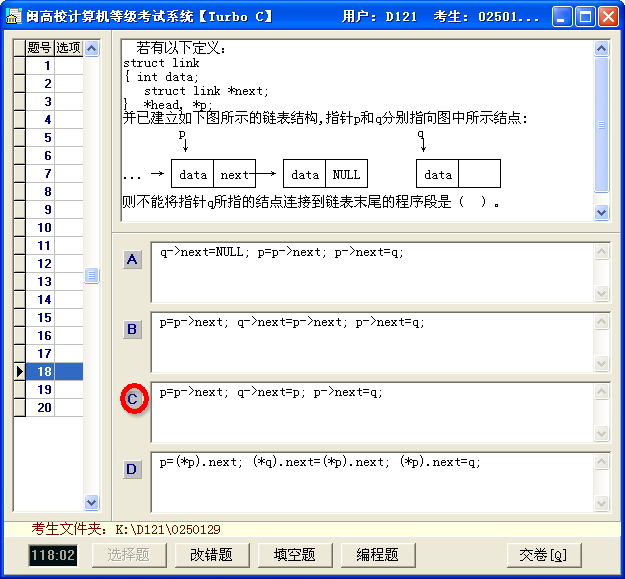 闽高校计算机等级考试系统【Turbo C】 用户: D121 考生: 02501...
题号 选项
1
2
3
4
5
6
7
8
9
10
11
12
13
14
15
16
17
18
19
20
若有以下定义:
struct link
{ int data;
struct link *next;
} *head, *p;
并已建立如下图所示的链表结构,指针p和q分别指向图中所示结点:
p q
↓ ↓
... → data next → data NULL data
则不能将指针q所指的结点连接到链表末尾的程序段是（ ）。
A q->next=NULL; p=p->next; p->next=q;
B p=p->next; q->next=p->next; p->next=q;
C p=p->next; q->next=p; p->next=q;
D p=(*p).next; (*q).next=(*p).next; (*p).next=q;
考生文件夹: K:\D121\0250129
118:02 选择题 改错题 填空题 编程题 交卷[Q]